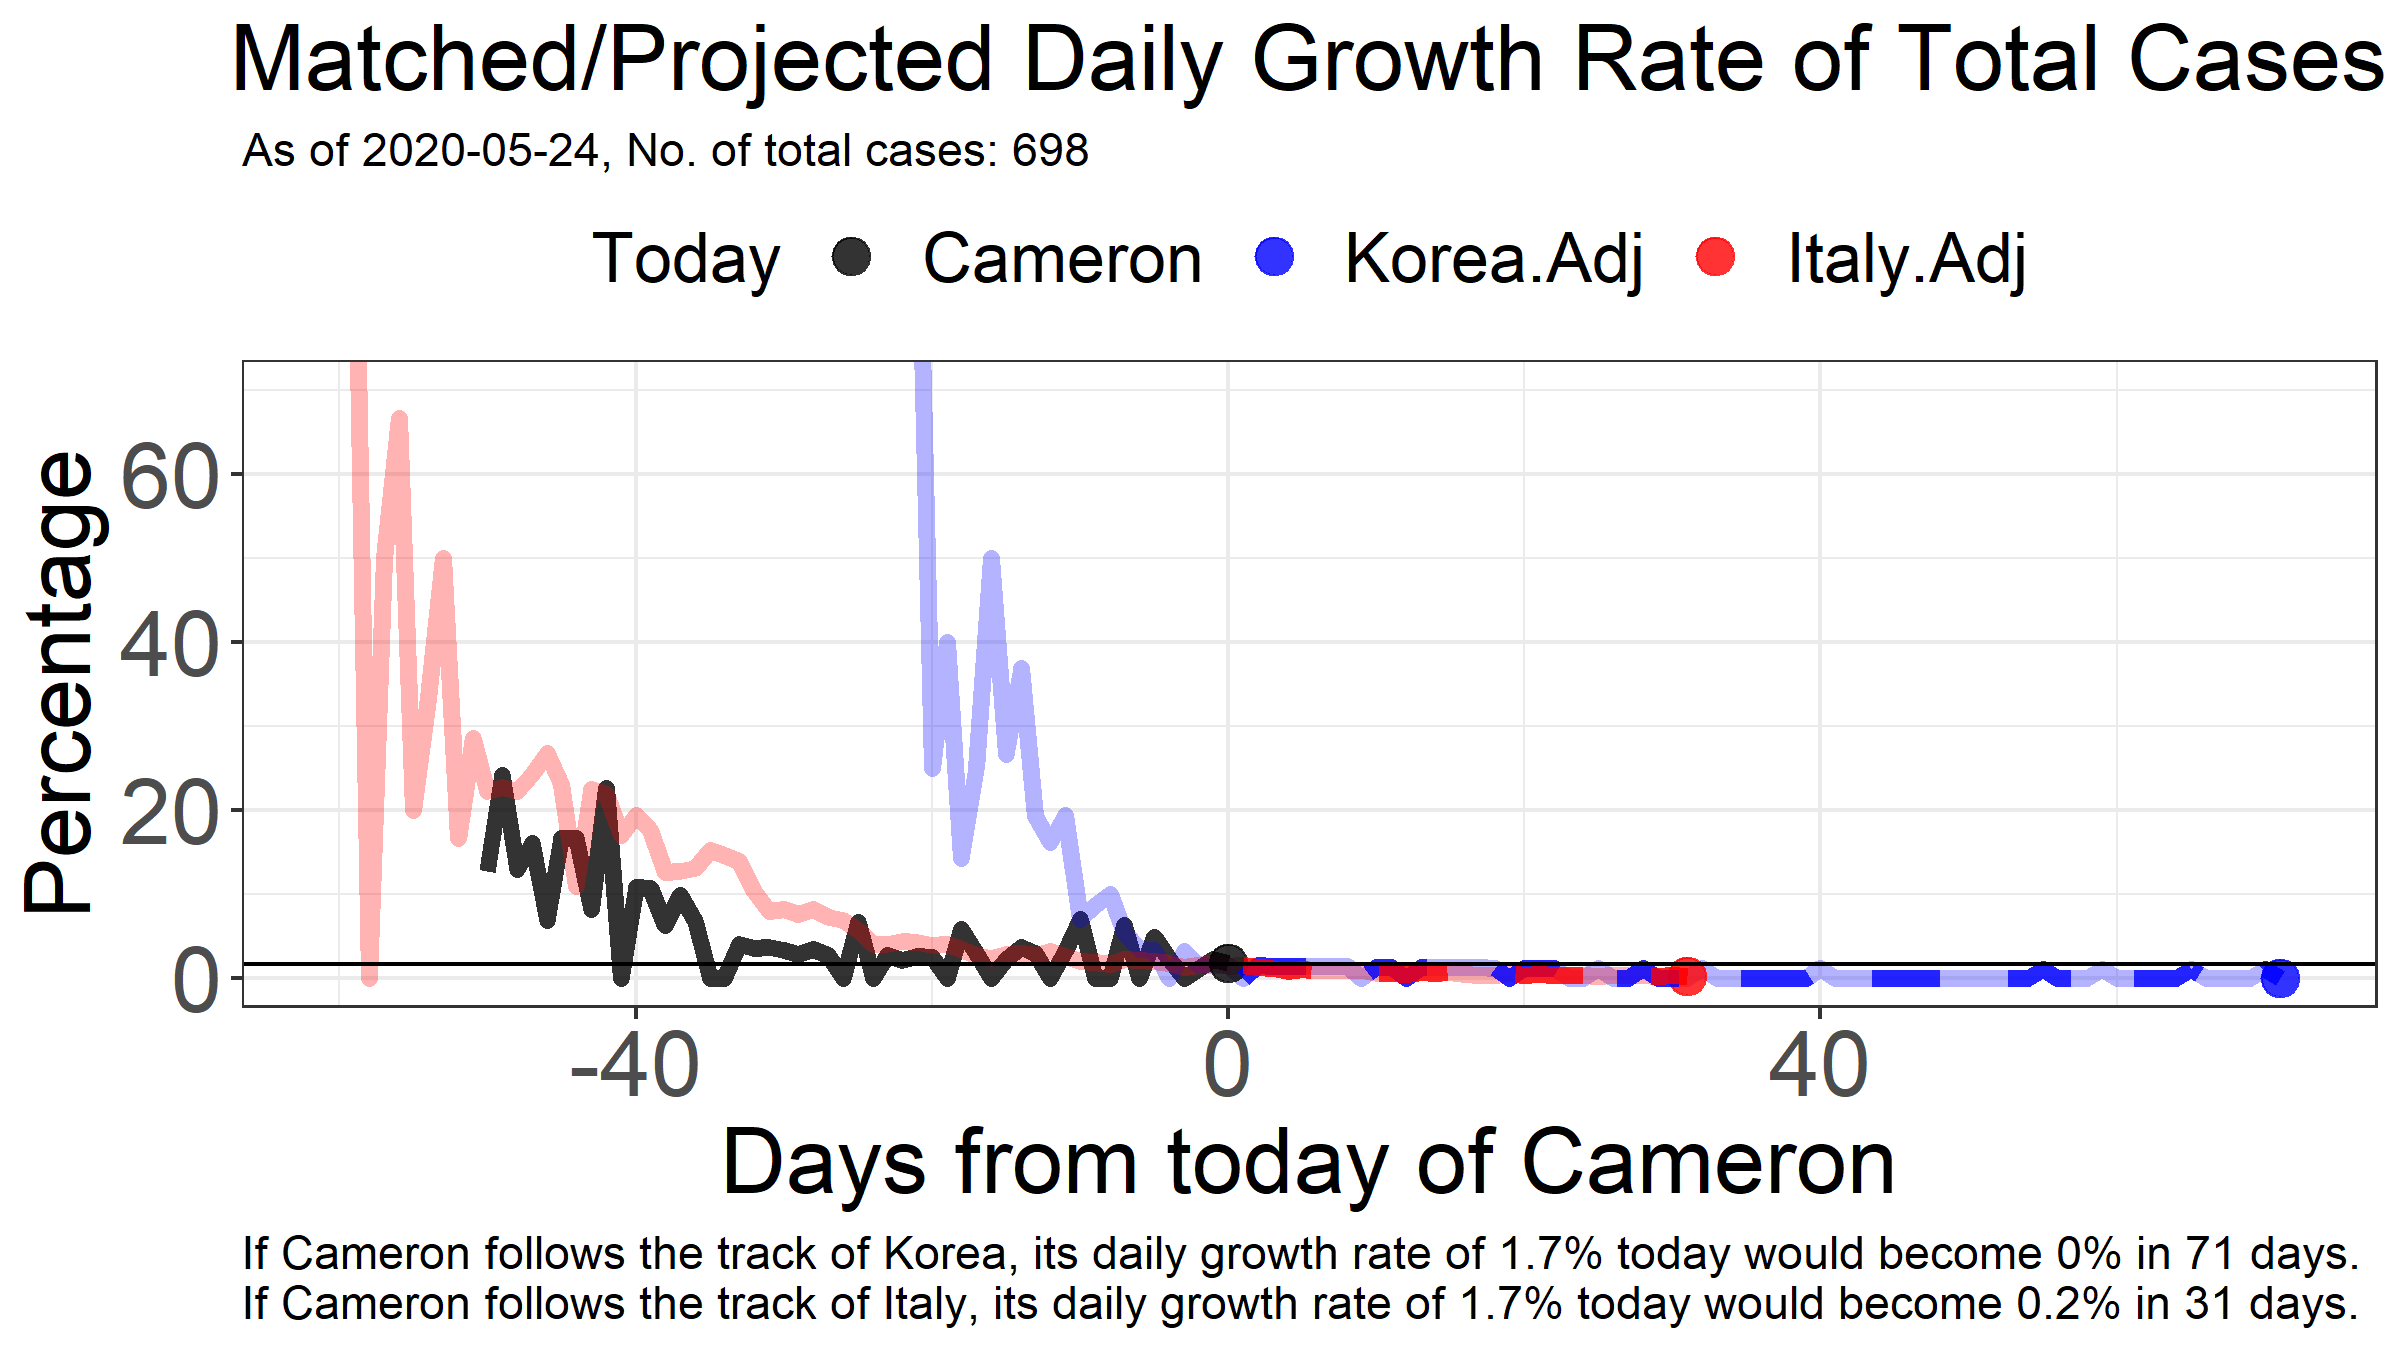 Matched/Projected Daily Growth Rate of Total Cases
As of 2020-05-24, No. of total cases: 698
Today Cameron Korea.Adj Italy.Adj
Percentage
60
40
20
0
-40 0 40
Days from today of Cameron
If Cameron follows the track of Korea, its daily growth rate of 1.7% today would become 0% in 71 days.
If Cameron follows the track of Italy, its daily growth rate of 1.7% today would become 0.2% in 31 days.